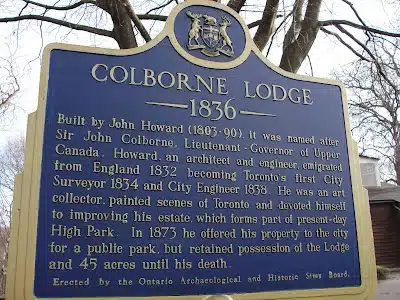 COLBORNE LODGE
1836
Built by John Howard (1803-90), it was named after
Sir John Colborne, Lieutenant-Governor of Upper
Canada. Howard, an architect and engineer, emigrated
from England 1832 becoming Toronto's first City
Surveyor 1834 and City Engineer 1838. He was an art
collector, painted scenes of Toronto and devoted himself
to improving his estate, which forms part of present-day
High Park. In 1873 he offered his property to the city
for a public park, but retained possession of the Lodge
and 45 acres until his death.
Erected by the Ontario Archaeological and Historic Sites Board.